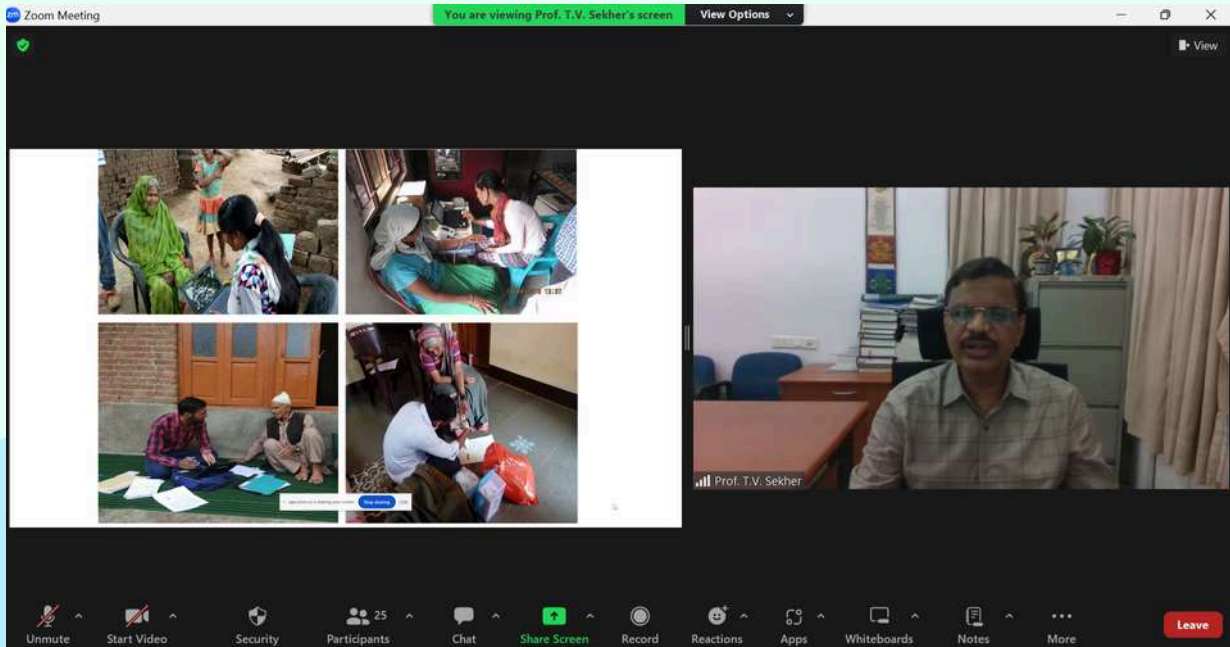 zm Zoom Meeting
You are viewing Prof. T.V. Sekher's screen
View Options
View
Stop sharing
Prof. T.V. Sekher
25
Unmute
Start Video
Security
Participants
Chat
Share Screen
Record
Reactions
Apps
Whiteboards
Notes
More
Leave